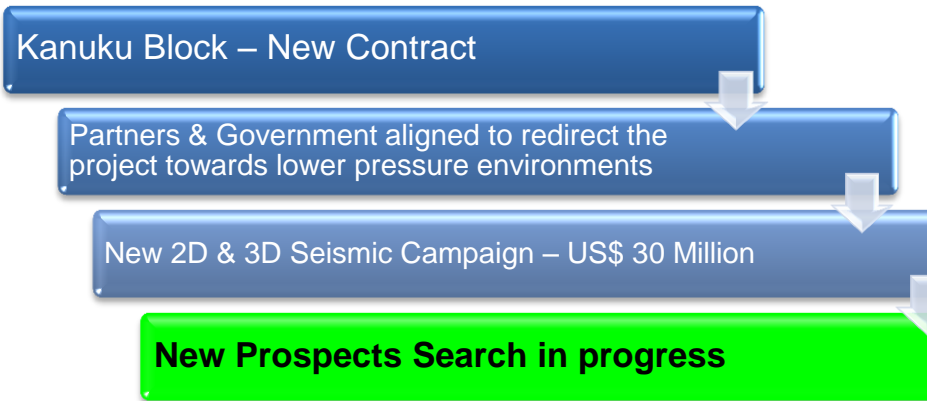 Kanuku Block – New Contract
Partners & Government aligned to redirect the
project towards lower pressure environments
New 2D & 3D Seismic Campaign – US$ 30 Million
New Prospects Search in progress